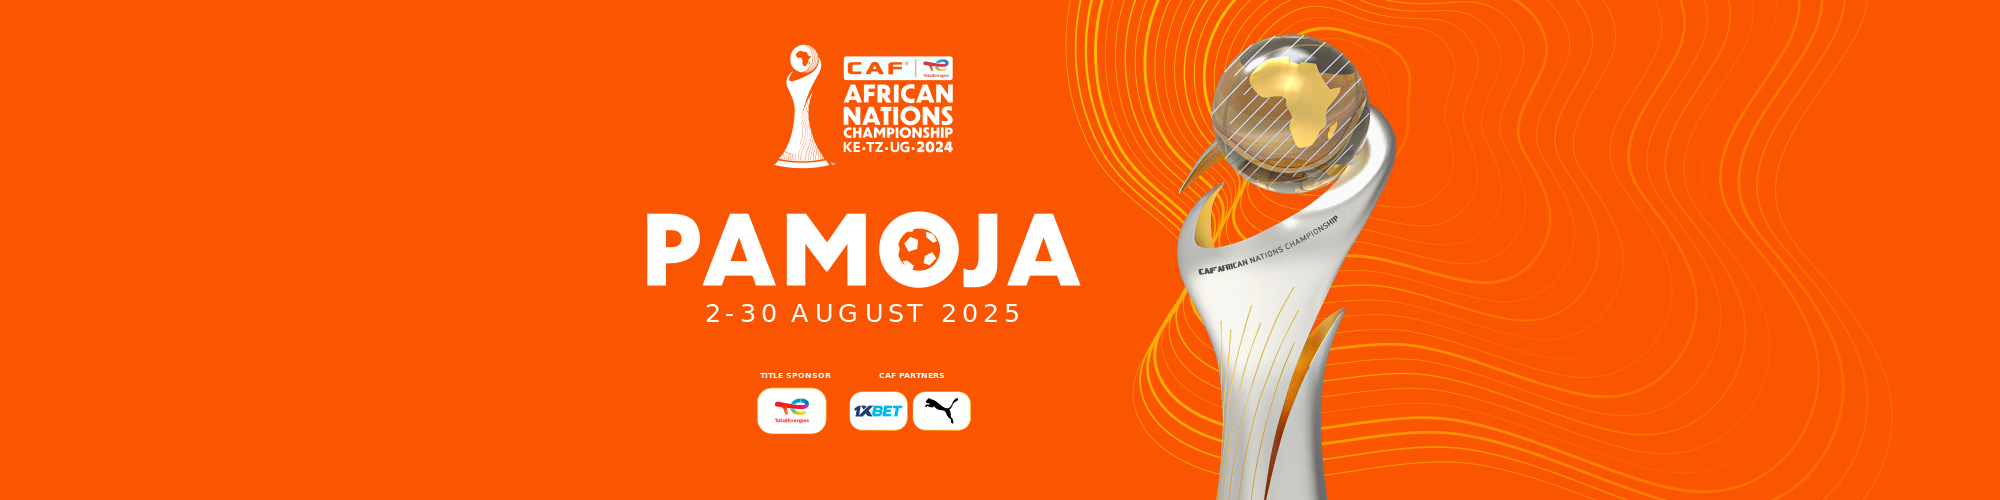 CAF TotalEnergies
AFRICAN
NATIONS
CHAMPIONSHIP
KE·TZ·UG·2024
PAMOJA
2-30 AUGUST 2025
TITLE SPONSOR
TotalEnergies
CAF PARTNERS
1XBET
CAF AFRICAN NATIONS CHAMPIONSHIP